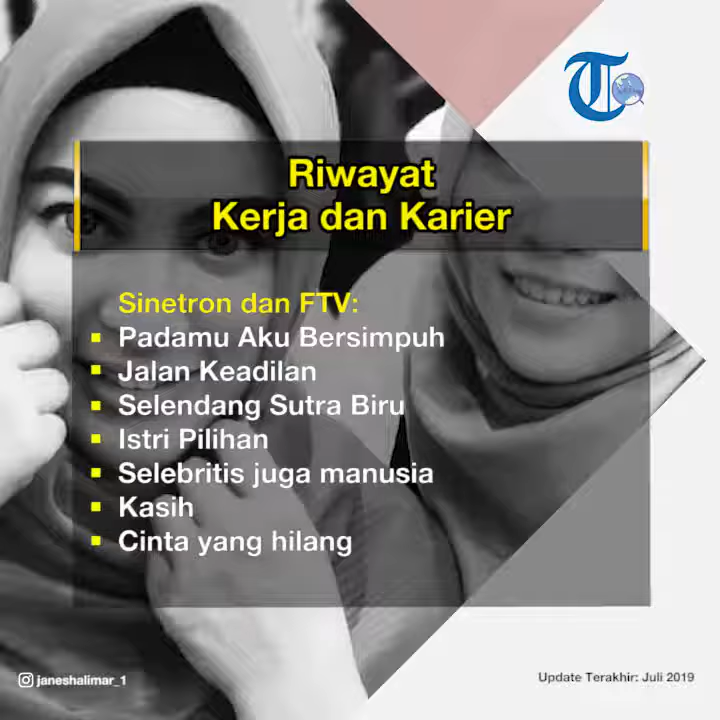 T
Riwayat
Kerja dan Karier
Sinetron dan FTV:
Padamu Aku Bersimpuh
Jalan Keadilan
Selendang Sutra Biru
Istri Pilihan
Selebritis juga manusia
Kasih
Cinta yang hilang
janeshalimar_1
Update Terakhir: Juli 2019